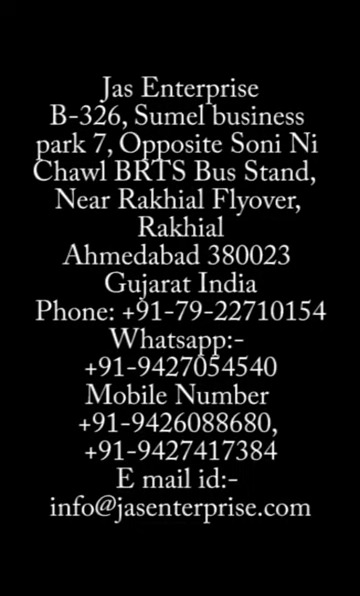 Jas Enterprise
B-326, Sumel business
park 7, Opposite Soni Ni
Chawl BRTS Bus Stand,
Near Rakhial Flyover,
Rakhial
Ahmedabad 380023
Gujarat India
Phone: +91-79-22710154
Whatsapp:-
+91-9427054540
Mobile Number
+91-9426088680,
+91-9427417384
E mail id:-
info@jasenterprise.com